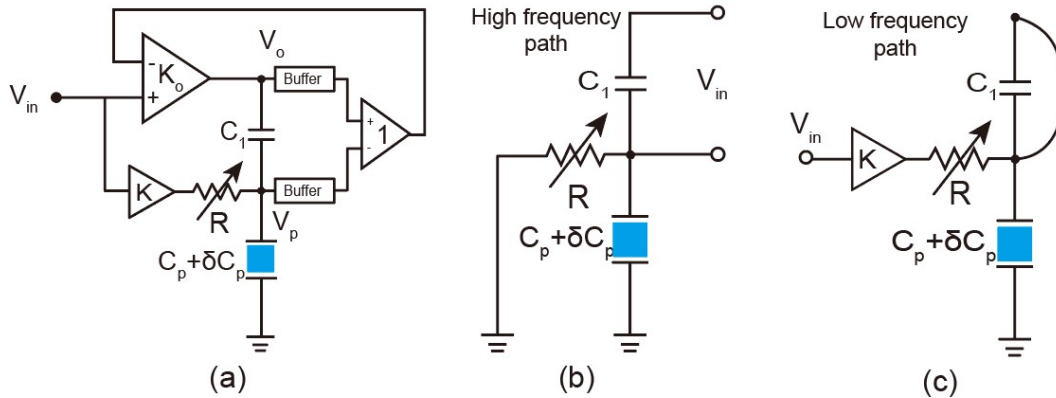 V_o
Buffer
K_o
-
+
V_in
C_1
+
-
1
K
R
Buffer
V_p
C_p+δC_p
(a)
High frequency
path
C_1
V_in
R
C_p+δC_p
(b)
Low frequency
path
C_1
V_in
K
R
C_p+δC_p
(c)